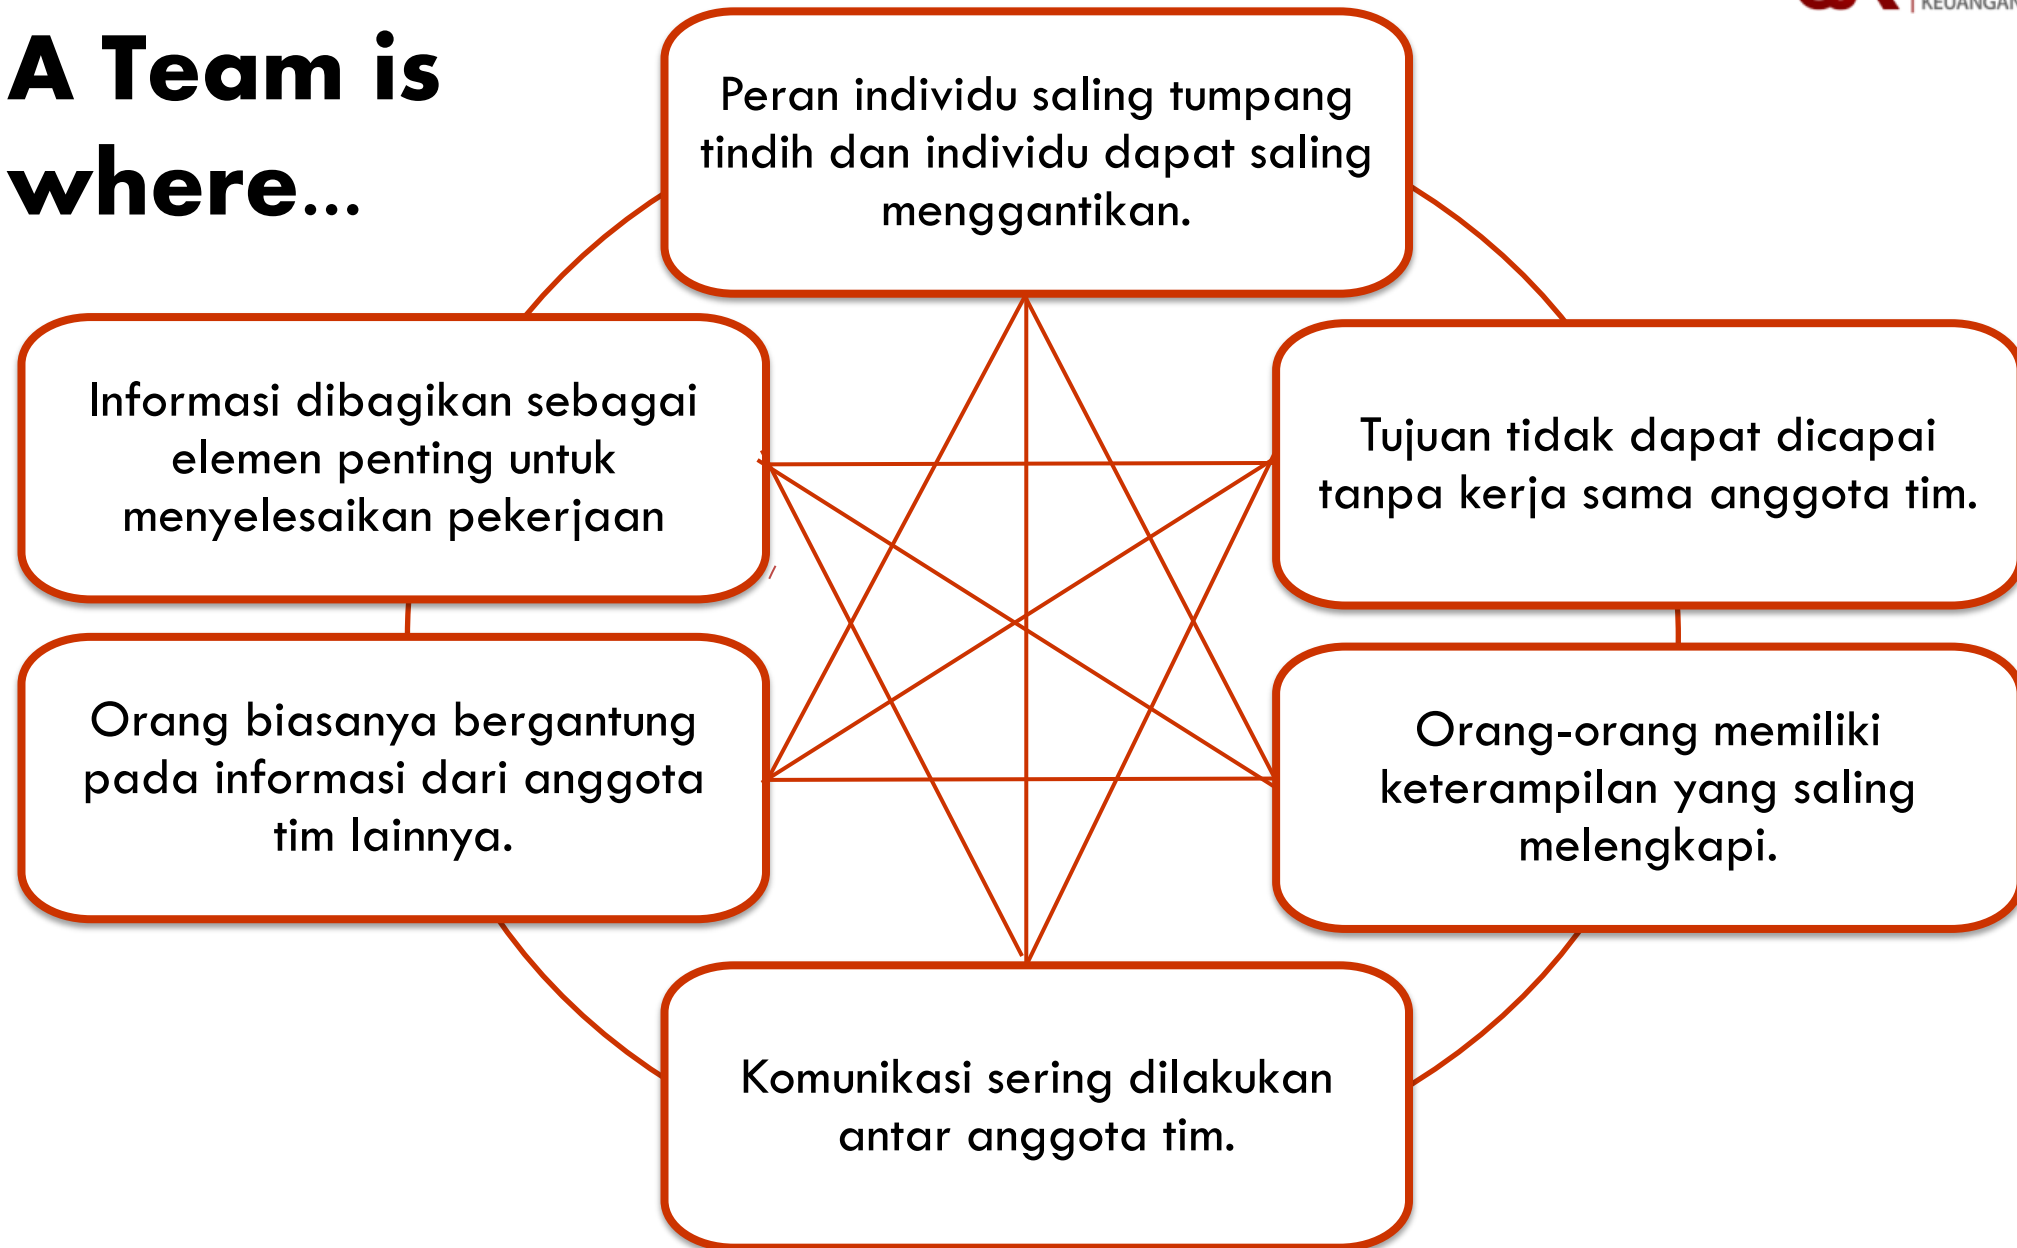 A Team is
where...
Peran individu saling tumpang
tindih dan individu dapat saling
menggantikan.
Tujuan tidak dapat dicapai
tanpa kerja sama anggota tim.
Orang-orang memiliki
keterampilan yang saling
melengkapi.
Komunikasi sering dilakukan
antar anggota tim.
Orang biasanya bergantung
pada informasi dari anggota
tim lainnya.
Informasi dibagikan sebagai
elemen penting untuk
menyelesaikan pekerjaan
KEUANGAN